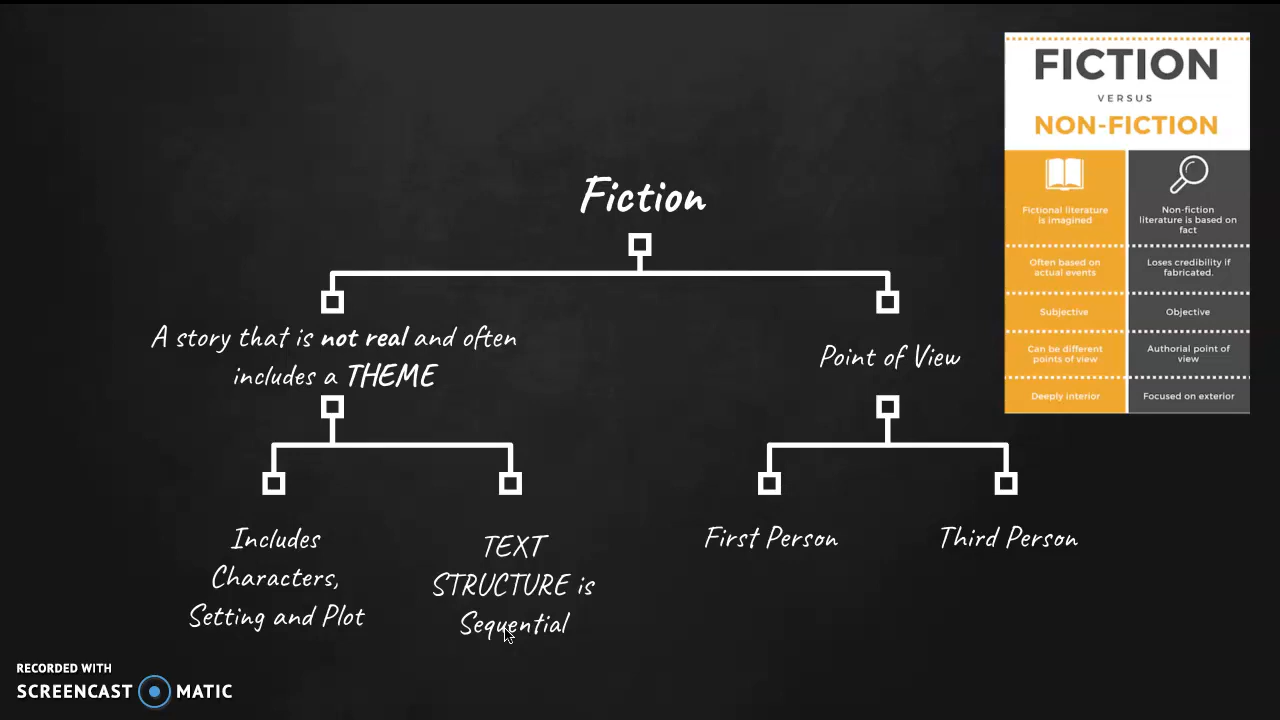 FICTION
VERSUS
NON-FICTION
Fictional literature
is imagined
Non-fiction
literature is based on
fact
Often based on
actual events
Loses credibility if
fabricated.
Subjective
Objective
Can be different
points of view
Authorial point of
view
Deeply interior
Focused on exterior
Fiction
A story that is not real and often
includes a THEME
Point of View
Includes
Characters,
Setting and Plot
TEXT
STRUCTURE is
Sequential
First Person
Third Person
RECORDED WITH
SCREENCAST MATIC